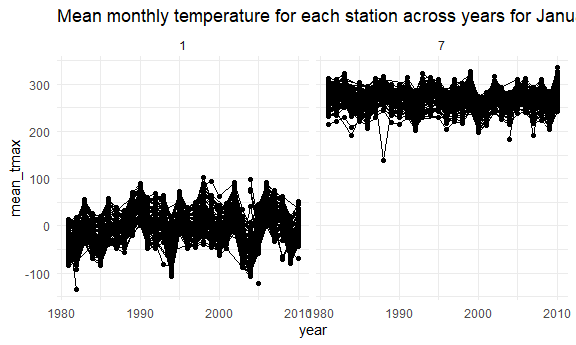 Mean monthly temperature for each station across years for Janu
1 7
mean_tmax
300
200
100
0
-100
1980 1990 2000 2010 1980 1990 2000 2010
year